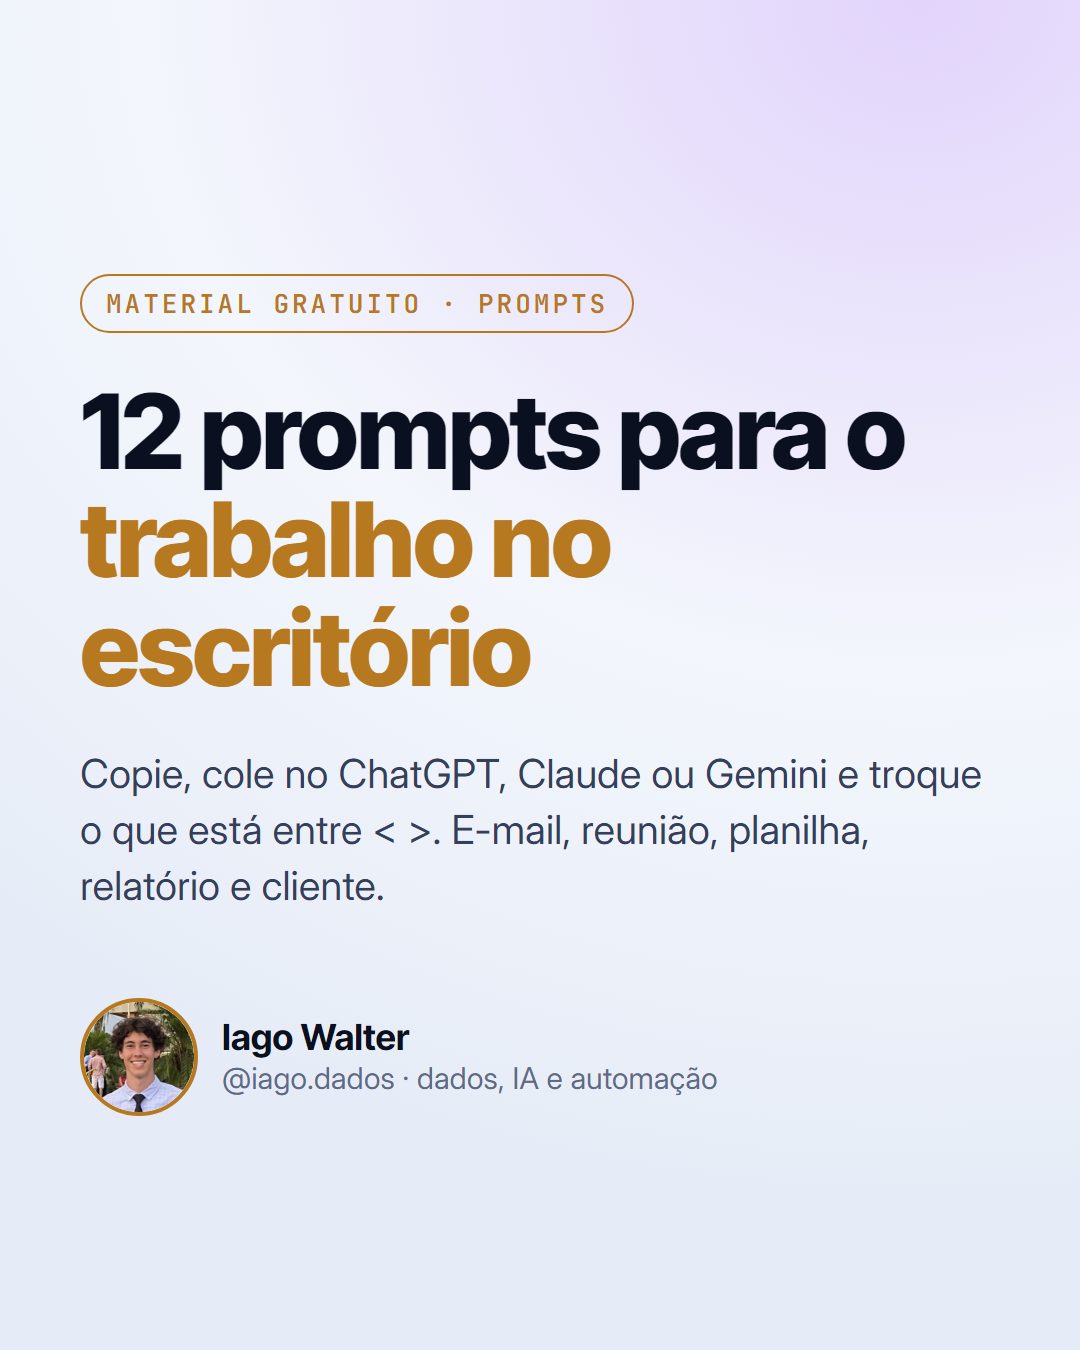 MATERIAL GRATUITO · PROMPTS
12 prompts para o
trabalho no
escritório
Copie, cole no ChatGPT, Claude ou Gemini e troque
o que está entre < >. E-mail, reunião, planilha,
relatório e cliente.
Iago Walter
@iago.dados · dados, IA e automação